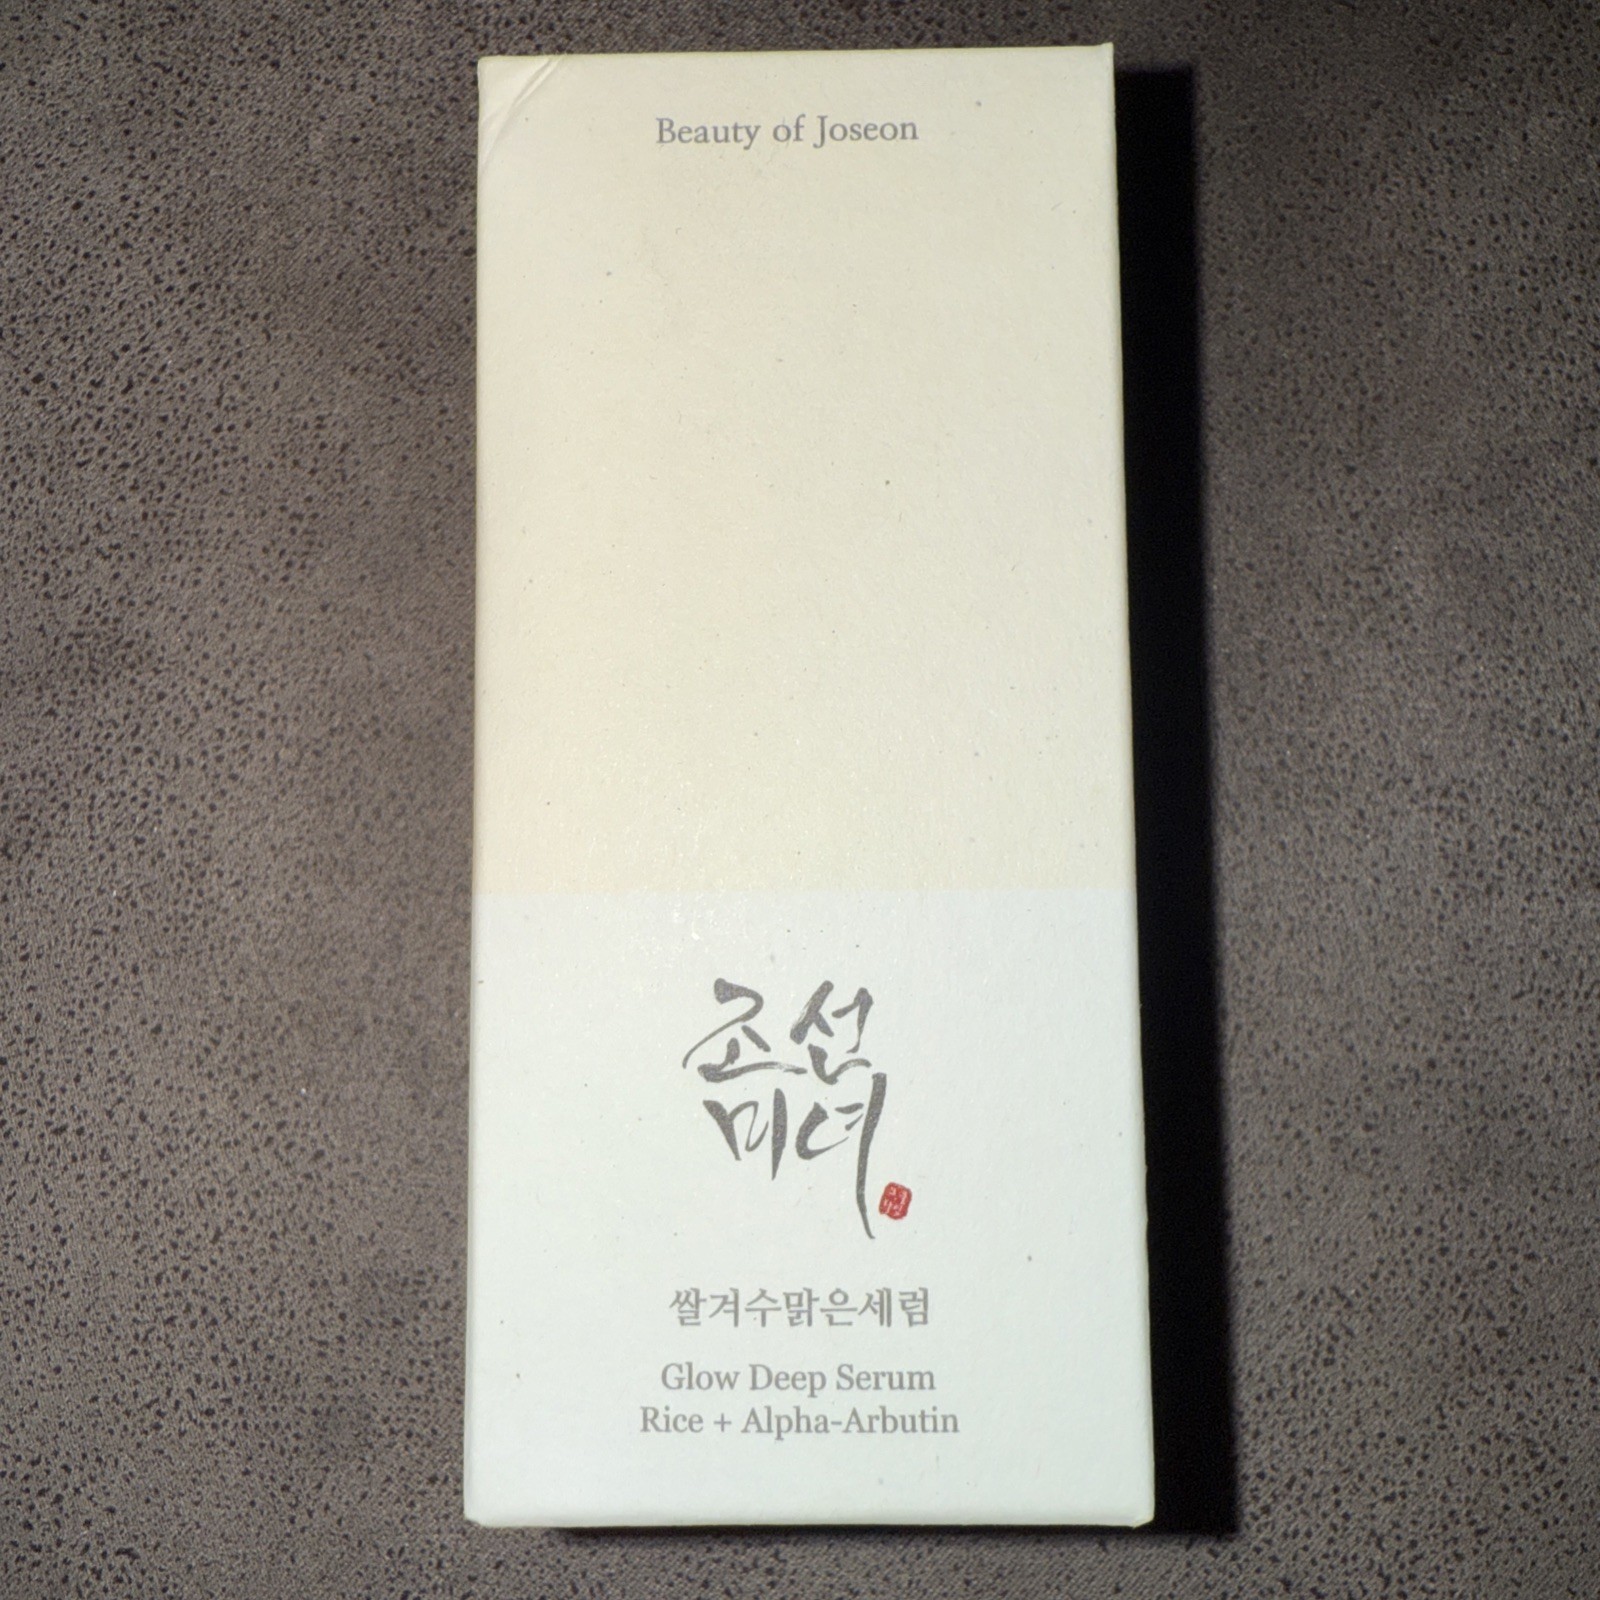 Beauty of Joseon
조선
미녀
쌀겨수맑은세럼
Glow Deep Serum
Rice + Alpha-Arbutin